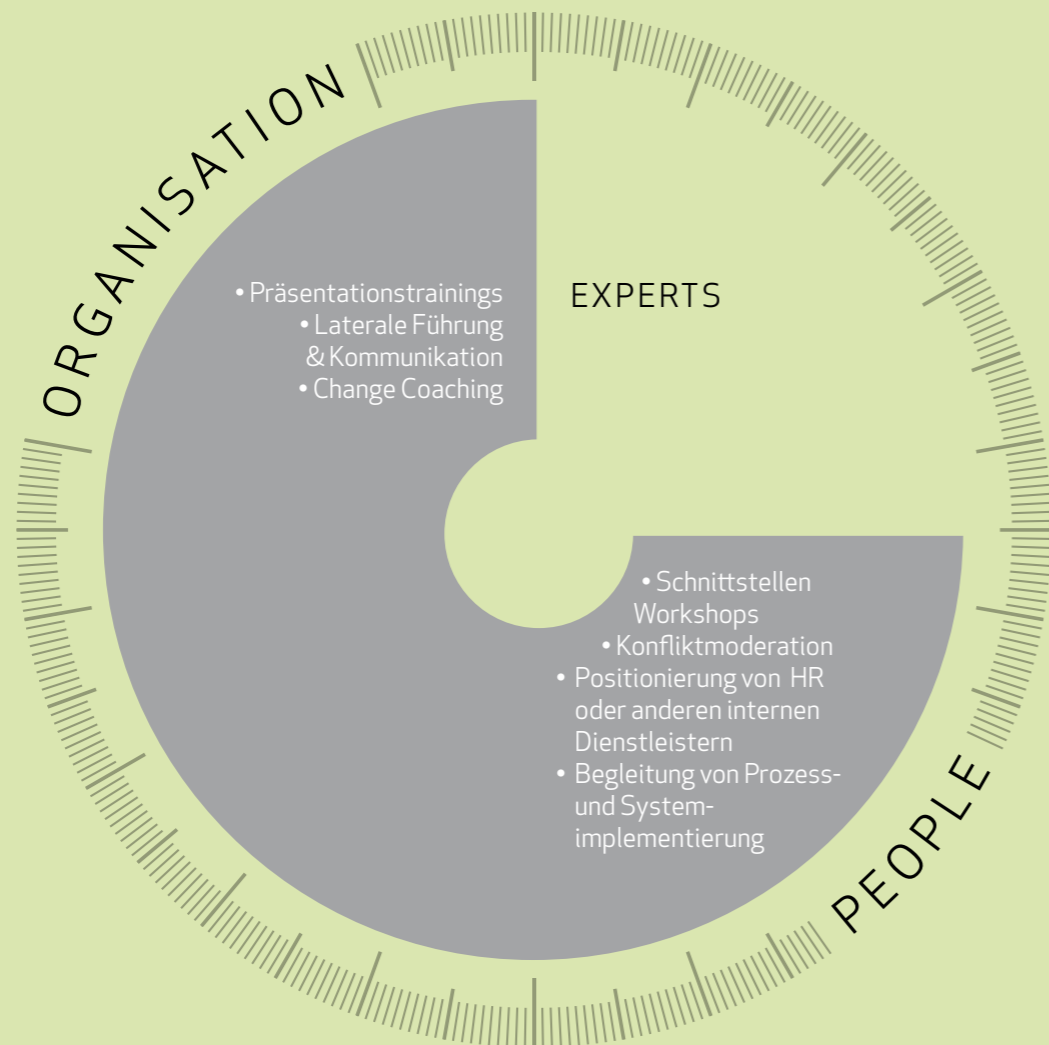 ORGANISATION
• Präsentationstrainings
• Laterale Führung
& Kommunikation
• Change Coaching
EXPERTS
• Schnittstellen
Workshops
• Konfliktmoderation
• Positionierung von HR
oder anderen internen
Dienstleistern
• Begleitung von Prozess-
und System-
implementierung
PEOPLE